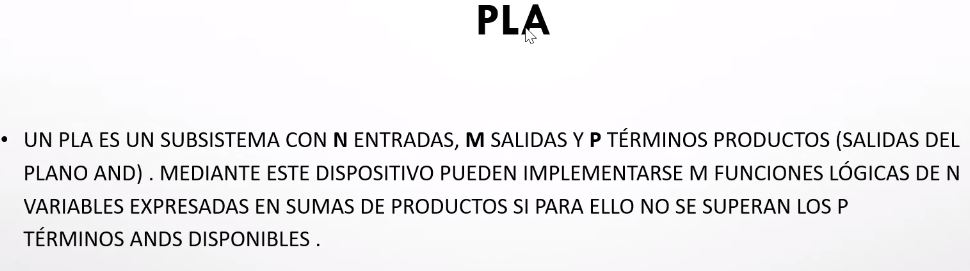 PLA
• UN PLA ES UN SUBSISTEMA CON N ENTRADAS, M SALIDAS Y P TÉRMINOS PRODUCTOS (SALIDAS DEL
PLANO AND) . MEDIANTE ESTE DISPOSITIVO PUEDEN IMPLEMENTARSE M FUNCIONES LÓGICAS DE N
VARIABLES EXPRESADAS EN SUMAS DE PRODUCTOS SI PARA ELLO NO SE SUPERAN LOS P
TÉRMINOS ANDS DISPONIBLES .